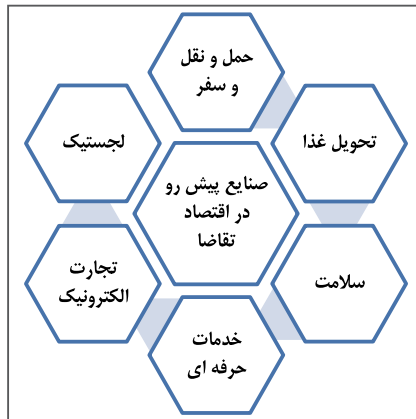 حمل و نقل
و سفر
تحویل غذا
لجستیک
صنایع پیش رو
در اقتصاد
تقاضا
سلامت
تجارت
الکترونیک
خدمات
حرفه ای